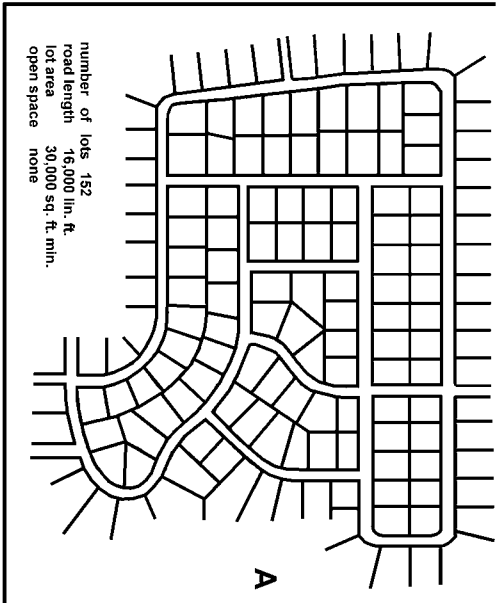 number of lots 152
road length 16,000 lin. ft.
lot area 30,000 sq. ft. min.
open space none
A